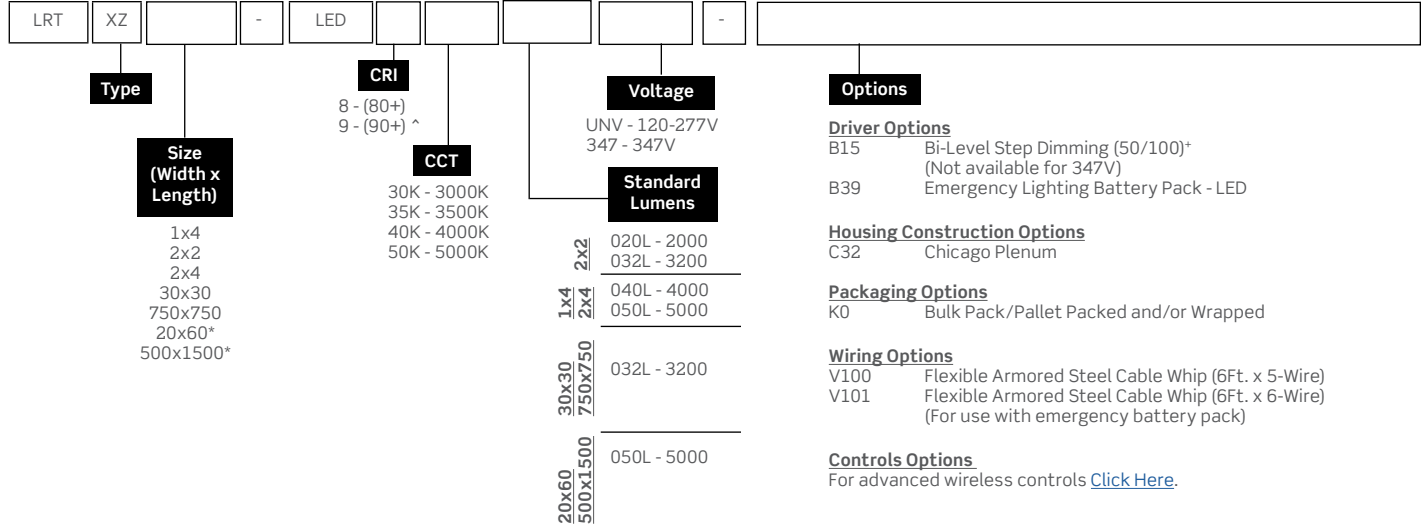 LRT XZ - LED -
Type
Size
(Width x
Length)
1x4
2x2
2x4
30x30
750x750
20x60*
500x1500*
CRI
8 - (80+)
9 - (90+) ^
CCT
30K - 3000K
35K - 3500K
40K - 4000K
50K - 5000K
Voltage
UNV - 120-277V
347 - 347V
Standard
Lumens
2x2
020L - 2000
032L - 3200
1x4
2x4
040L - 4000
050L - 5000
30x30
750x750
032L - 3200
20x60
500x1500
050L - 5000
Options
Driver Options
B15 Bi-Level Step Dimming (50/100)+
(Not available for 347V)
B39 Emergency Lighting Battery Pack - LED
Housing Construction Options
C32 Chicago Plenum
Packaging Options
K0 Bulk Pack/Pallet Packed and/or Wrapped
Wiring Options
V100 Flexible Armored Steel Cable Whip (6Ft. x 5-Wire)
V101 Flexible Armored Steel Cable Whip (6Ft. x 6-Wire)
(For use with emergency battery pack)
Controls Options
For advanced wireless controls Click Here.